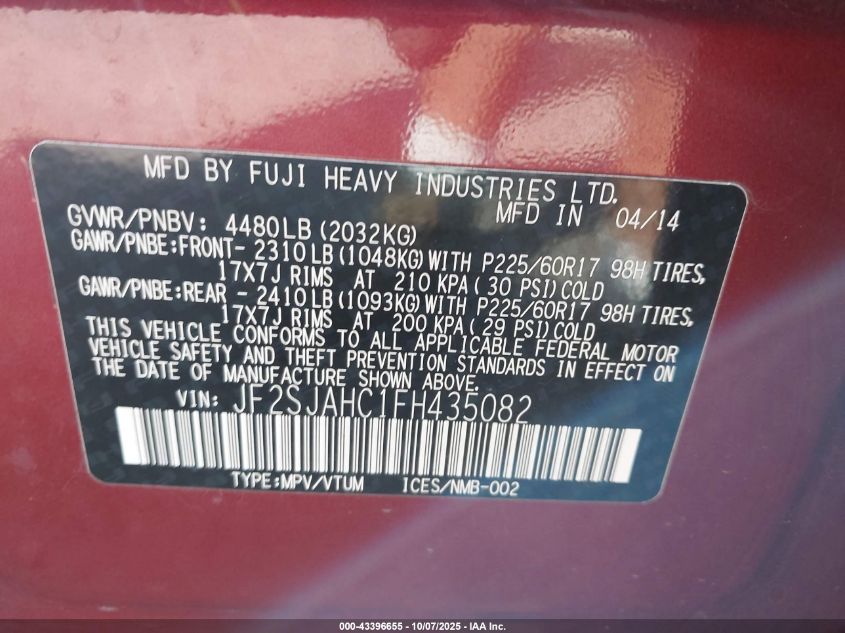 MFD BY FUJI HEAVY INDUSTRIES LTD.
MFD IN 04/14
GVWR/PNBV: 4480LB (2032KG)
GAWR/PNBE:FRONT- 2310LB (1048KG) WITH P225/60R17 98H TIRES,
17X7J RIMS AT 210 KPA ( 30 PSI) COLD
GAWR/PNBE:REAR - 2410LB (1093KG) WITH P225/60R17 98H TIRES,
17X7J RIMS AT 200 KPA ( 29 PSI) COLD
THIS VEHICLE CONFORMS TO ALL APPLICABLE FEDERAL MOTOR
VEHICLE SAFETY AND THEFT PREVENTION STANDARDS IN EFFECT ON
THE DATE OF MANUFACTURE SHOWN ABOVE.
VIN: JF2SJAHC1FH435082
TYPE:MPV/VTUM ICES/NMB-002
000-43396655 - 10/07/2025 - IAA Inc.